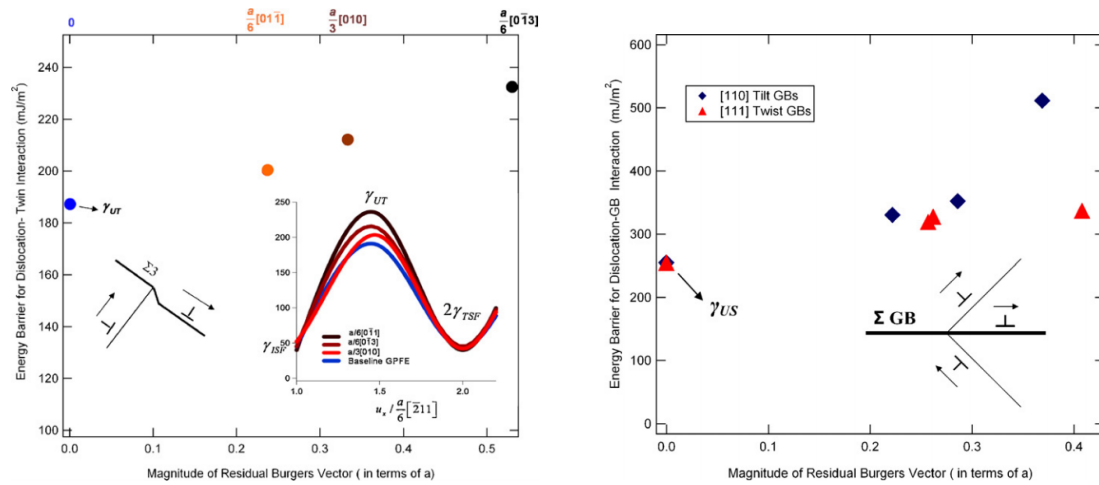 0
a/6[011̄]
a/3[010]
a/6[01̄3]
Energy Barrier for Dislocation- Twin Interaction (mJ/m²)
240
220
200
180
160
140
120
100
γUT
Σ3
⊥
⊥
250
200
150
100
50
0
γUT
γISF
2γTSF
a/6[01̄1]
a/6[01̄3]
a/3[010]
Baseline GPFE
1.0
1.5
2.0
uₓ / a/6 [2̄11]
0.0
0.1
0.2
0.3
0.4
0.5
Magnitude of Residual Burgers Vector ( in terms of a)
Energy Barrier for Dislocation-GB Interaction (mJ/m²)
600
500
400
300
200
100
0
[110] Tilt GBs
[111] Twist GBs
γUS
Σ GB
⊥
⊥
⊥
0.0
0.1
0.2
0.3
0.4
Magnitude of Residual Burgers Vector ( in terms of a)